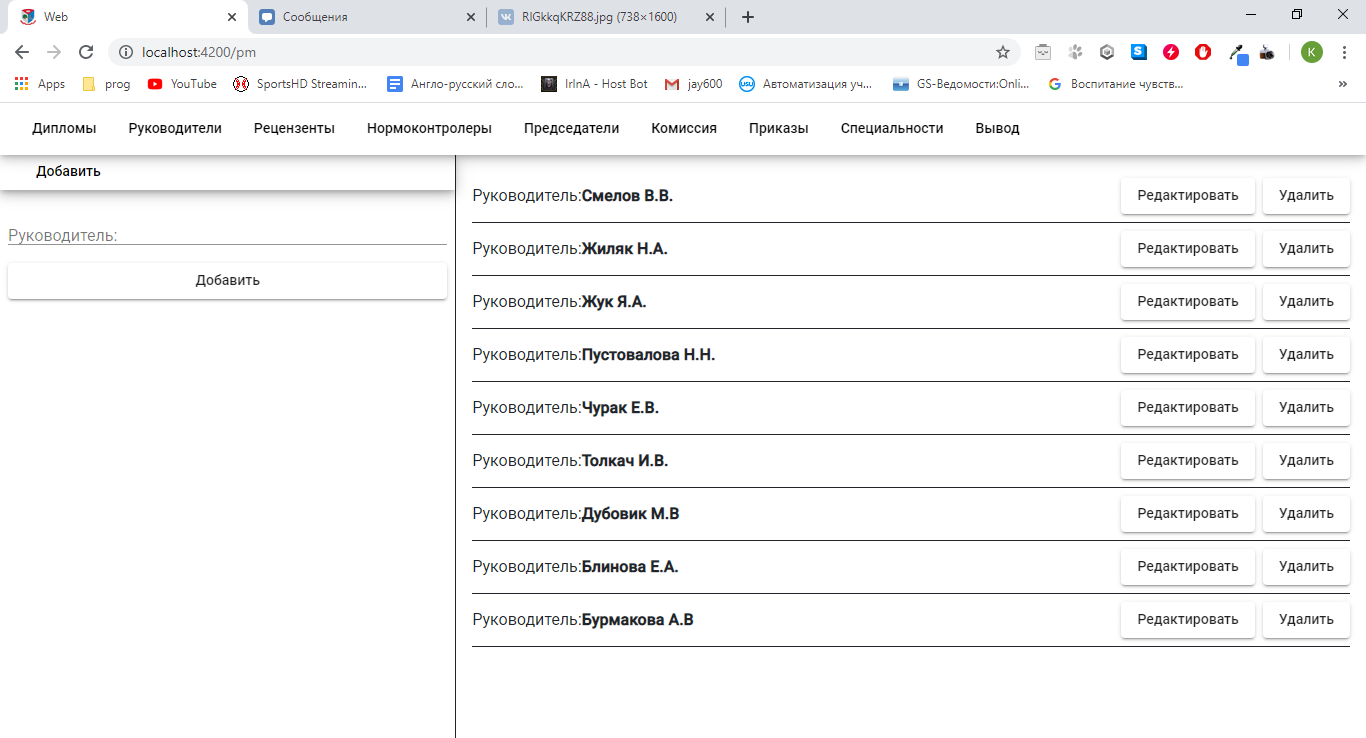 Web
Сообщения
RIGkkqKRZ88.jpg (738×1600)
localhost:4200/pm
K
Apps
prog
YouTube
SportsHD Streamin...
Англо-русский сло...
IrInA - Host Bot
jay600
Автоматизация уч...
GS-Ведомости:Onli...
Воспитание чувств...
»
Дипломы Руководители Рецензенты Нормоконтролеры Председатели Комиссия Приказы Специальности Вывод
Добавить
Руководитель:
Добавить
Руководитель:Смелов В.В. Редактировать Удалить
Руководитель:Жиляк Н.А. Редактировать Удалить
Руководитель:Жук Я.А. Редактировать Удалить
Руководитель:Пустовалова Н.Н. Редактировать Удалить
Руководитель:Чурак Е.В. Редактировать Удалить
Руководитель:Толкач И.В. Редактировать Удалить
Руководитель:Дубовик М.В Редактировать Удалить
Руководитель:Блинова Е.А. Редактировать Удалить
Руководитель:Бурмакова А.В Редактировать Удалить